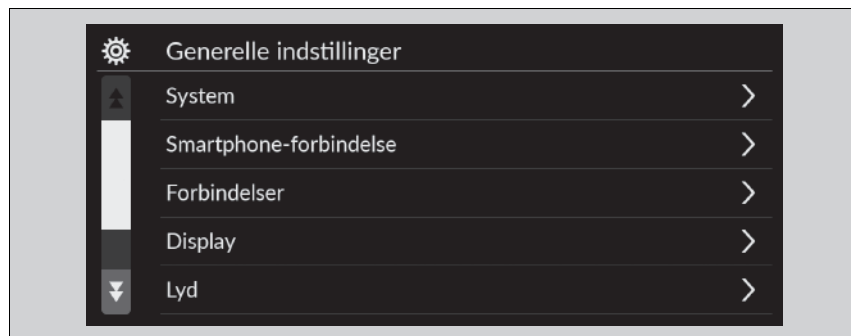 Generelle indstillinger
System
Smartphone-forbindelse
Forbindelser
Display
Lyd